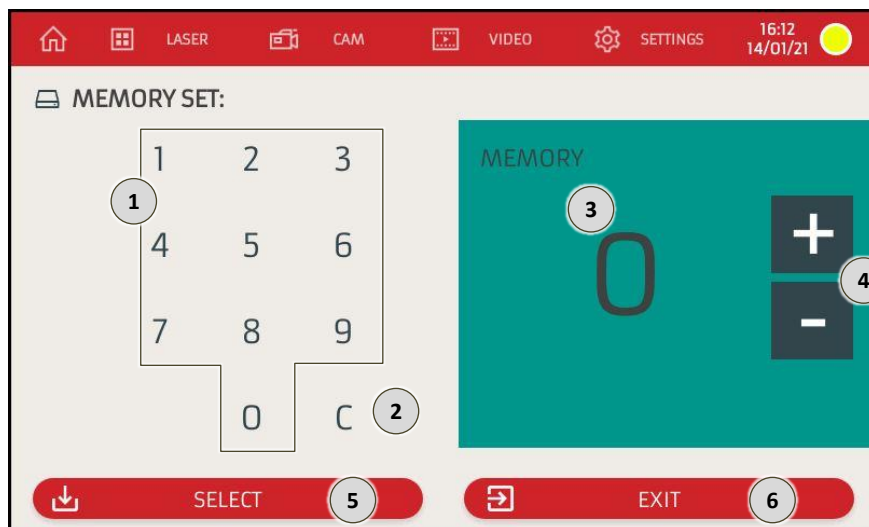 LASER CAM VIDEO SETTINGS 16:12
14/01/21
MEMORY SET:
1 2 3
1
4 5 6
7 8 9
0 C 2
MEMORY
3
0
+
4
-
SELECT 5
EXIT 6